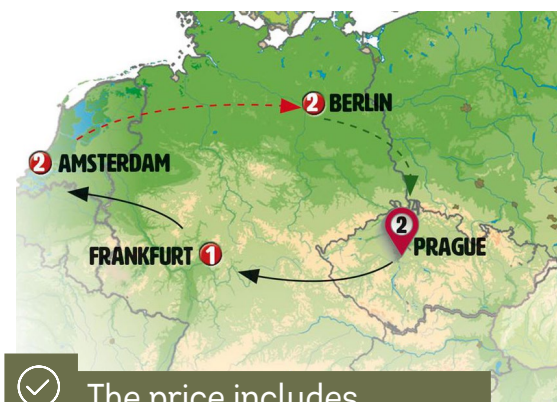 2 BERLIN
2 AMSTERDAM
2
PRAGUE
FRANKFURT 1
The price includes